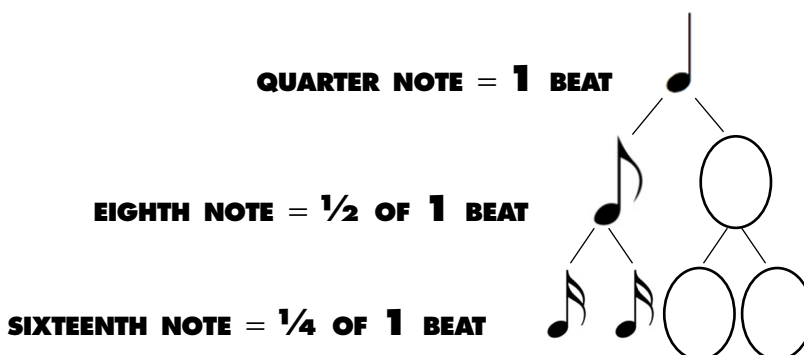 QUARTER NOTE = 1 BEAT
EIGHTH NOTE = ½ OF 1 BEAT
SIXTEENTH NOTE = ¼ OF 1 BEAT